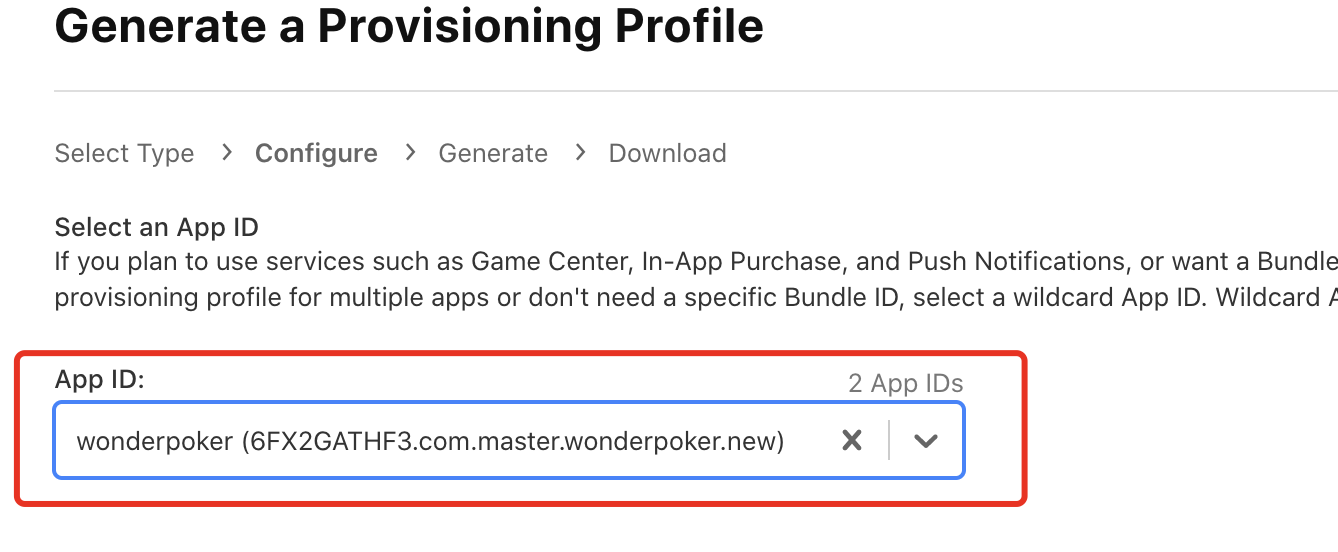 Generate a Provisioning Profile
Select Type > Configure > Generate > Download
Select an App ID
If you plan to use services such as Game Center, In-App Purchase, and Push Notifications, or want a Bundle
provisioning profile for multiple apps or don't need a specific Bundle ID, select a wildcard App ID. Wildcard A
App ID:
2 App IDs
wonderpoker (6FX2GATHF3.com.master.wonderpoker.new)